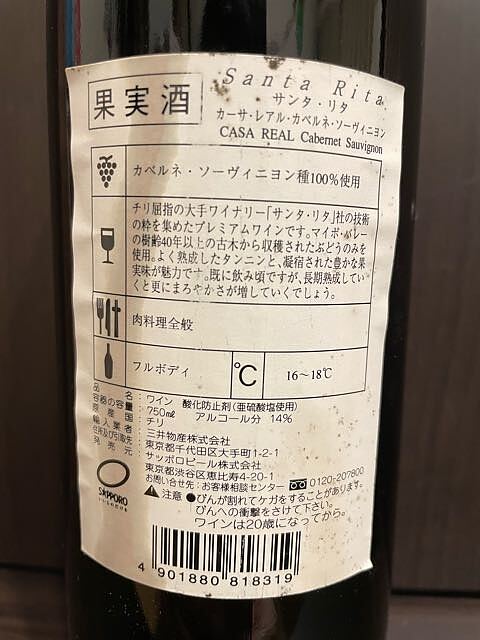 果実酒
Santa Rita
サンタ・リタ
カーサ・レアル・カベルネ・ソーヴィニヨン
CASA REAL Cabernet Sauvignon
カベルネ・ソーヴィニヨン種100%使用
チリ屈指の大手ワイナリー「サンタ・リタ」社の技術
の粋を集めたプレミアムワインです。マイポ・バレー
の樹齢40年以上の古木から収穫されたぶどうのみを
使用。よく熟成したタンニンと、凝宿された豊かな果
実味が魅力です。既に飲み頃ですが、長期熟成してい
くと更にまろやかさが増していくでしょう。
肉料理全般
フルボディ
℃
16〜18℃
品名：ワイン 酸化防止剤(亜硫酸塩使用)
容器の容量：750㎖ アルコール分 14%
原産国：チリ
輸入業者：三井物産株式会社
住所及び引取先：東京都千代田区大手町1-2-1
発売元：サッポロビール株式会社
東京都渋谷区恵比寿4-20-1
お問い合せ先：お客様相談センター 0120-207800
注意 ●びんが割れてケガをすることがあります。
びんへの衝撃をさけて下さい。
ワインは20歳になってから。
SAPPORO
4 901880 818319